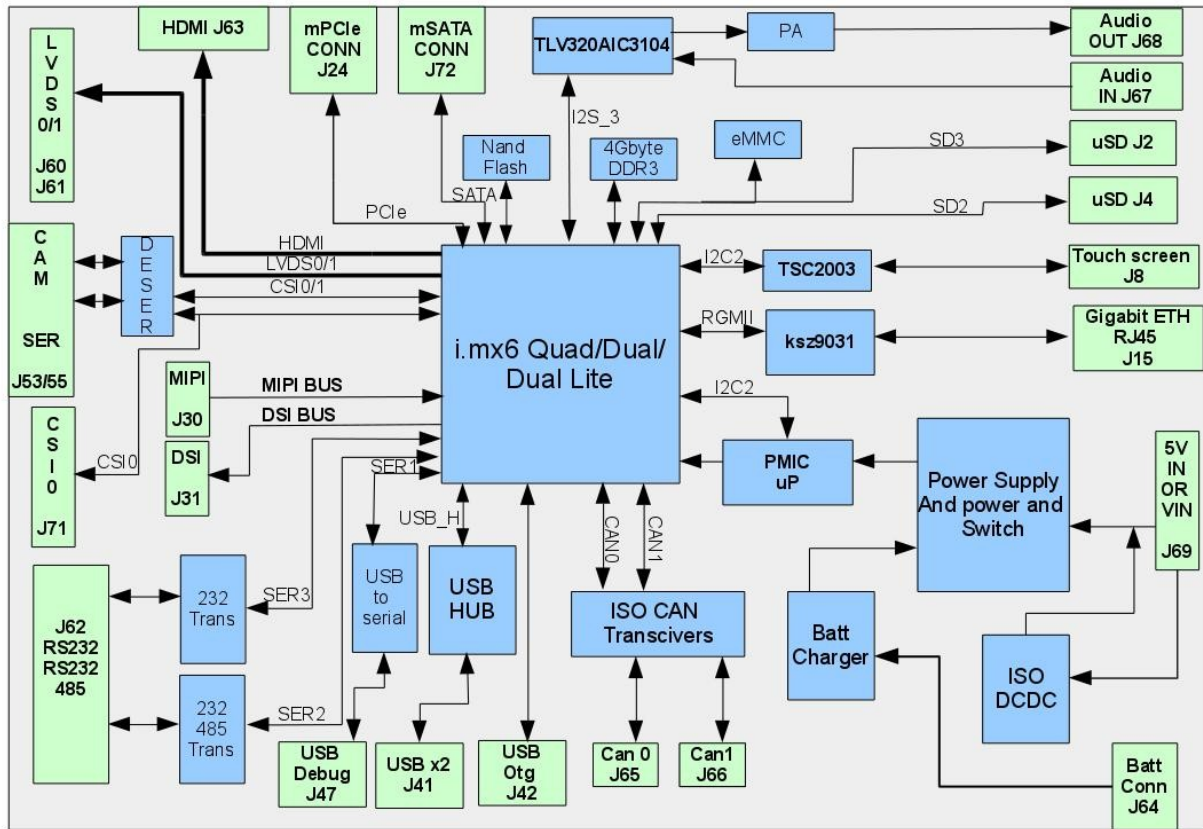 HDMI J63
mPCIe
CONN
J24
mSATA
CONN
J72
TLV320AIC3104
PA
Audio
OUT J68
Audio
IN J67
L
V
D
S
0/1
J60
J61
I2S_3
Nand
Flash
4Gbyte
DDR3
eMMC
SD3
uSD J2
SD2
uSD J4
SATA
PCIe
HDMI
LVDS0/1
CSI0/1
C
A
M
SER
J53/55
D
E
S
E
R
i.mx6 Quad/Dual/
Dual Lite
I2C2
TSC2003
Touch screen
J8
RGMII
ksz9031
Gigabit ETH
RJ45
J15
I2C2
PMIC
uP
Power Supply
And power and
Switch
5V
IN
OR
VIN
J69
MIPI
J30
MIPI BUS
DSI BUS
DSI
J31
C
S
I
0
J71
CSI0
SER1
USB_H
CAN0
CAN1
SER3
SER2
J62
RS232
RS232
485
232
Trans
232
485
Trans
USB
to
serial
USB
HUB
ISO CAN
Transcivers
Batt
Charger
ISO
DCDC
USB
Debug
J47
USB x2
J41
USB
Otg
J42
Can 0
J65
Can1
J66
Batt
Conn
J64